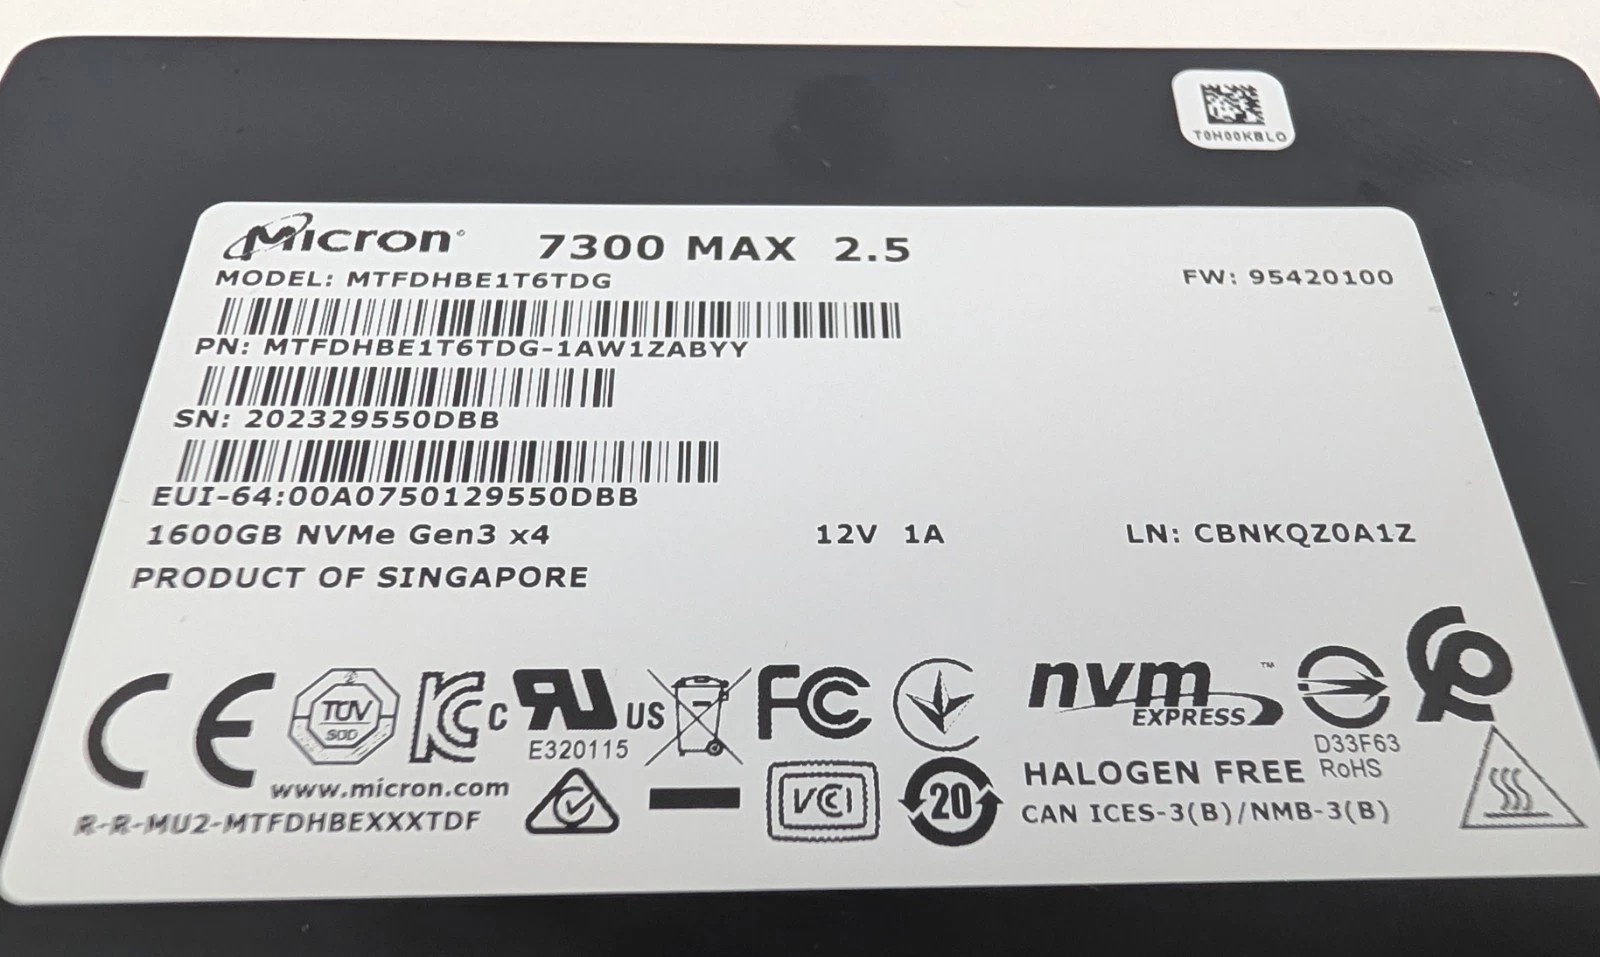 T0H00KBLO
Micron® 7300 MAX 2.5
MODEL: MTFDHBE1T6TDG
FW: 95420100
PN: MTFDHBE1T6TDG-1AW1ZABYY
SN: 202329550DBB
EUI-64:00A0750129550DBB
1600GB NVMe Gen3 x4
12V 1A
LN: CBNKQZ0A1Z
PRODUCT OF SINGAPORE
CE
TÜV
SÜD
c
US
E320115
FC
nvm ™
EXPRESS
D33F63
RoHS
www.micron.com
R-R-MU2-MTFDHBEXXXTDF
VCI
20
HALOGEN FREE
CAN ICES-3(B)/NMB-3(B)